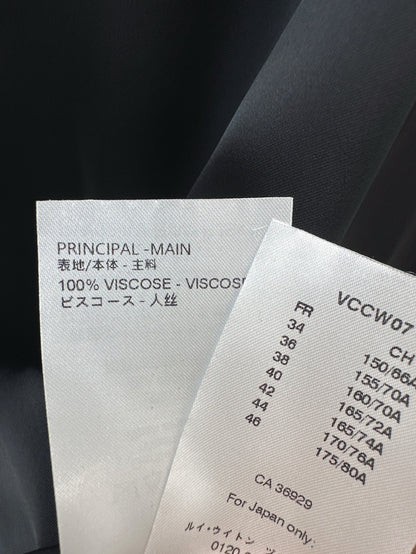 PRINCIPAL -MAIN
表地/本体 - 主料
100% VISCOSE - VISCOSE
ビスコース - 人丝
VCCW07
FR CH
34 150/66A
36 155/70A
38 160/70A
40 165/72A
42 165/74A
44 170/76A
46 175/80A
CA 36929
For Japan only:
ルイ・ウイトン
0120